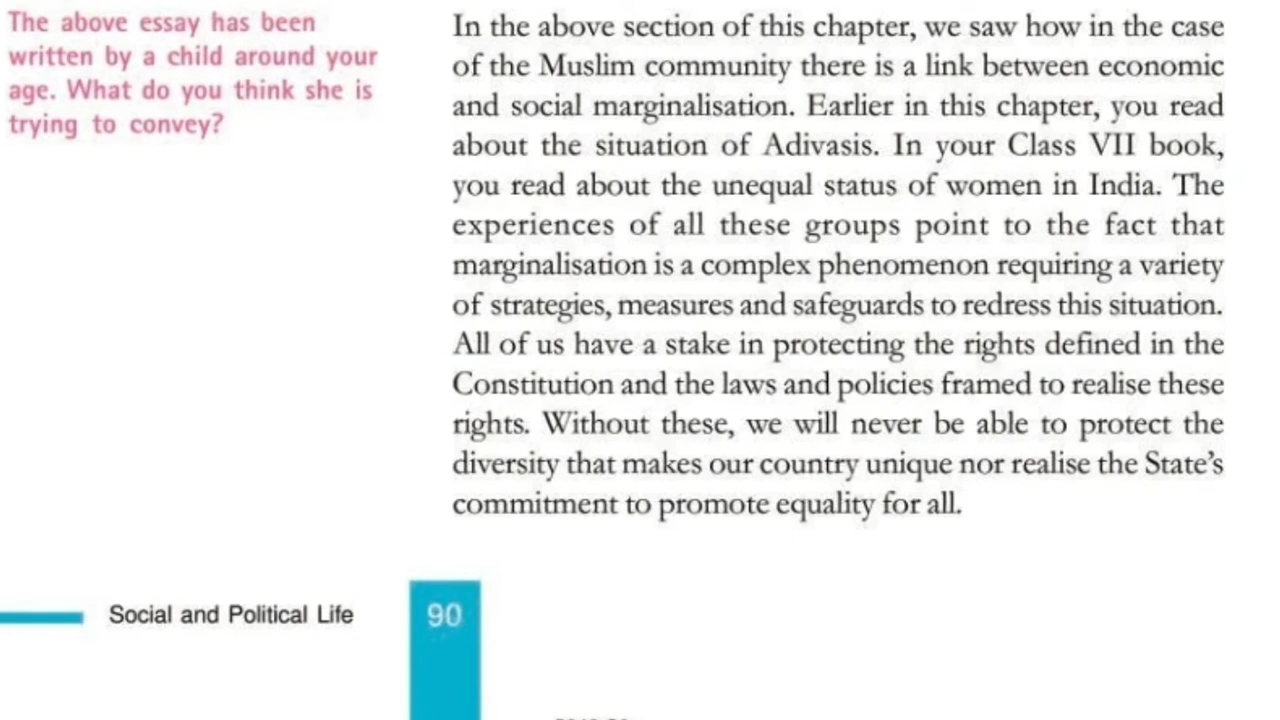 The above essay has been
written by a child around your
age. What do you think she is
trying to convey?
In the above section of this chapter, we saw how in the case
of the Muslim community there is a link between economic
and social marginalisation. Earlier in this chapter, you read
about the situation of Adivasis. In your Class VII book,
you read about the unequal status of women in India. The
experiences of all these groups point to the fact that
marginalisation is a complex phenomenon requiring a variety
of strategies, measures and safeguards to redress this situation.
All of us have a stake in protecting the rights defined in the
Constitution and the laws and policies framed to realise these
rights. Without these, we will never be able to protect the
diversity that makes our country unique nor realise the State's
commitment to promote equality for all.
Social and Political Life
90